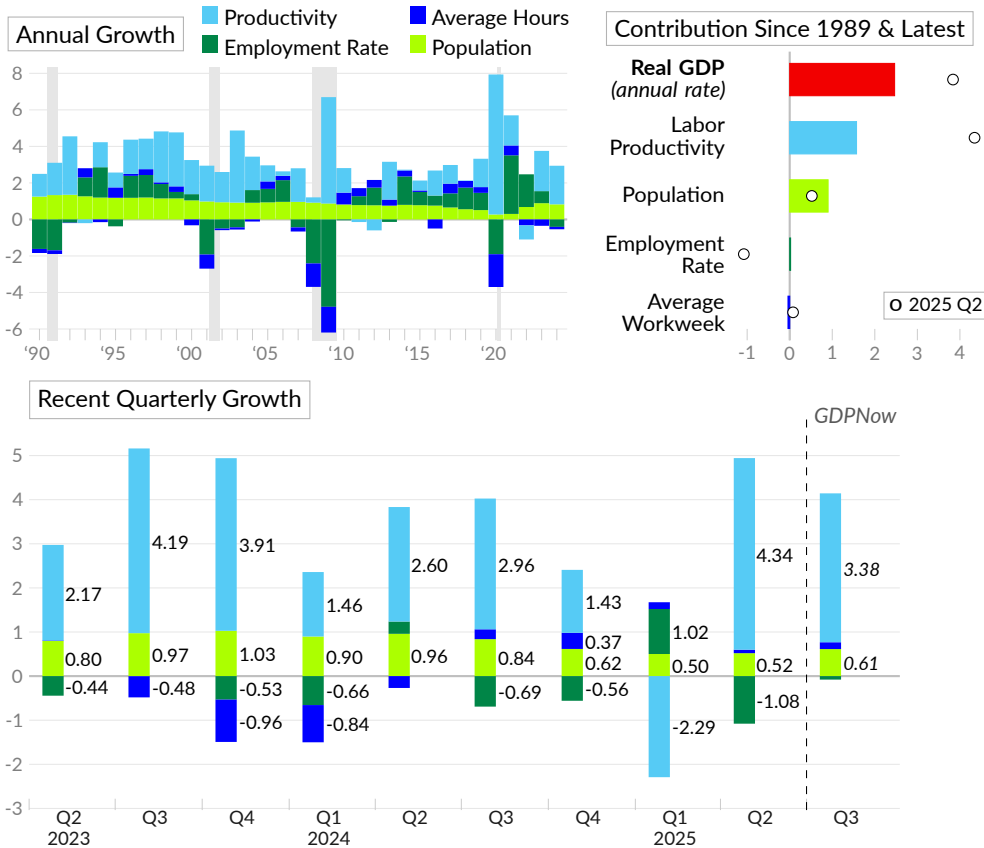 Annual Growth
Productivity
Average Hours
Employment Rate
Population
8
6
4
2
0
-2
-4
-6
'90
'95
'00
'05
'10
'15
'20
Contribution Since 1989 & Latest
Real GDP
(annual rate)
Labor
Productivity
Population
Employment
Rate
Average
Workweek
2025 Q2
-1
0
1
2
3
4
Recent Quarterly Growth
GDPNow
5
4
3
2
1
0
-1
-2
-3
2.17
0.80
-0.44
4.19
0.97
-0.48
3.91
1.03
-0.53
-0.96
1.46
0.90
-0.66
-0.84
2.60
0.96
2.96
0.84
-0.69
1.43
0.37
0.62
-0.56
1.02
0.50
-2.29
4.34
0.52
-1.08
3.38
0.61
Q2
2023
Q3
Q4
Q1
2024
Q2
Q3
Q4
Q1
2025
Q2
Q3